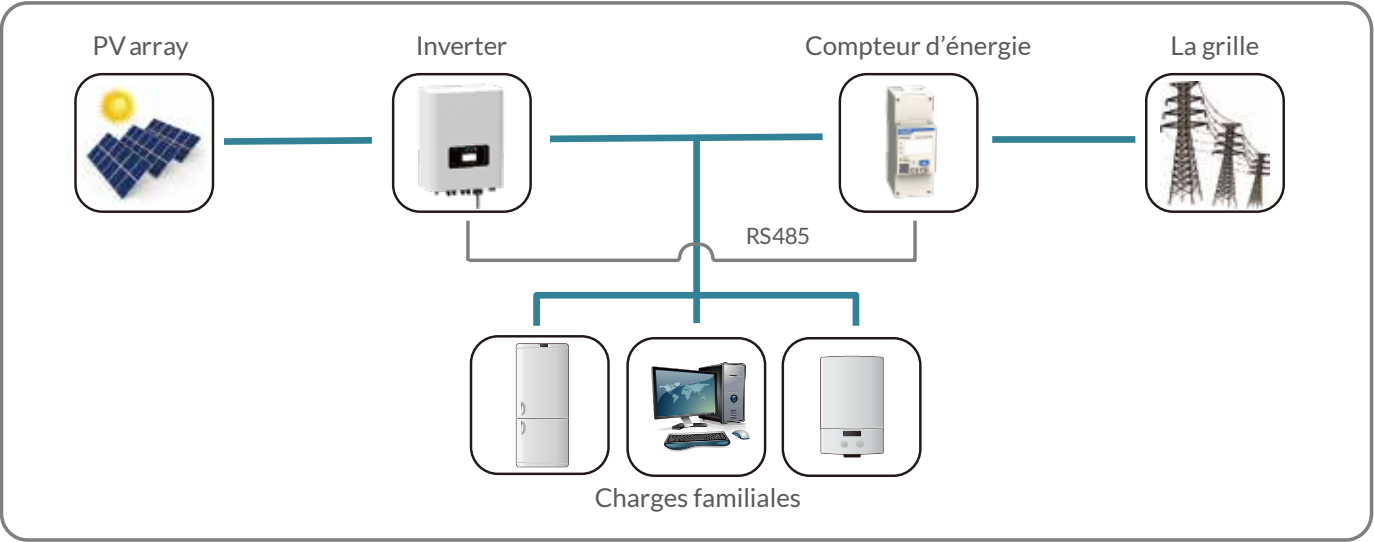 PV array
Inverter
Compteur d’énergie
La grille
RS485
Charges familiales